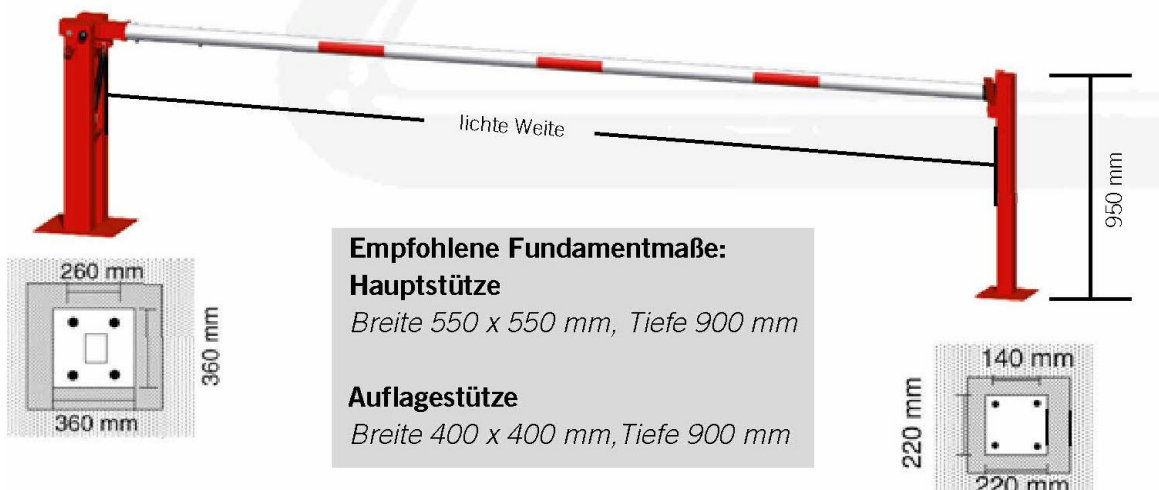 lichte Weite
950 mm
Empfohlene Fundamentmaße:
Hauptstütze
Breite 550 x 550 mm, Tiefe 900 mm
Auflagestütze
Breite 400 x 400 mm, Tiefe 900 mm
260 mm
360 mm
360 mm
140 mm
220 mm
220 mm